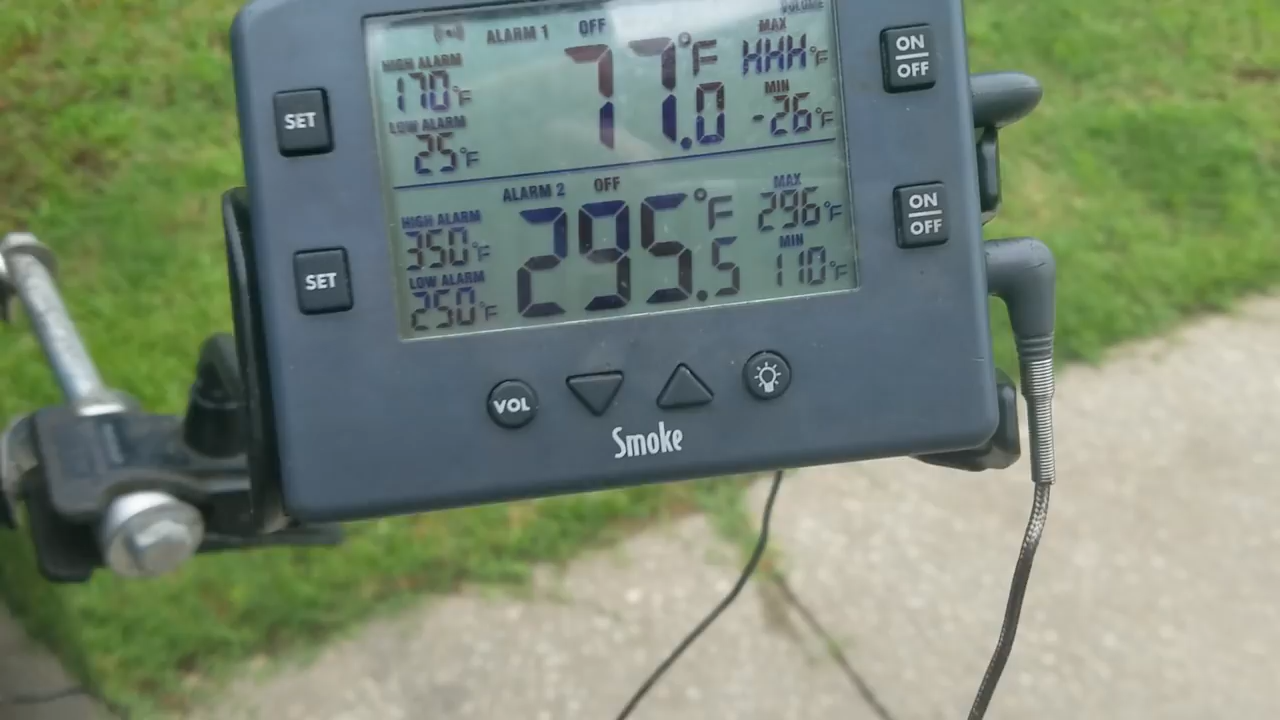 VOLUME
ALARM 1 OFF
HIGH ALARM
170°F
LOW ALARM
25°F
77.0°F
MAX
HHH°F
MIN
-26°F
ALARM 2 OFF
HIGH ALARM
350°F
LOW ALARM
250°F
295.5°F
MAX
296°F
MIN
110°F
SET
SET
ON
OFF
ON
OFF
VOL
Smoke